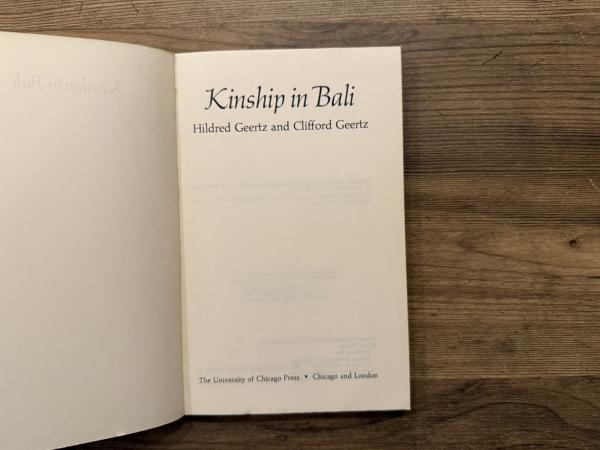 Kinship in Bali
Hildred Geertz and Clifford Geertz
The University of Chicago Press • Chicago and London